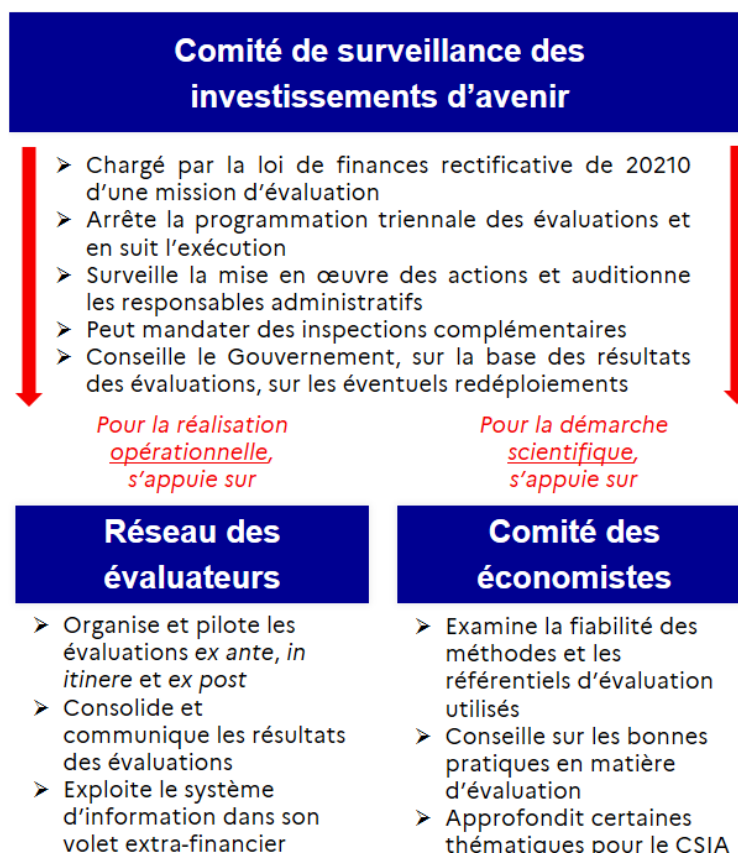 Comité de surveillance des
investissements d’avenir
➢ Chargé par la loi de finances rectificative de 20210
d’une mission d’évaluation
➢ Arrête la programmation triennale des évaluations et
en suit l’exécution
➢ Surveille la mise en œuvre des actions et auditionne
les responsables administratifs
➢ Peut mandater des inspections complémentaires
➢ Conseille le Gouvernement, sur la base des résultats
des évaluations, sur les éventuels redéploiements
Pour la réalisation
opérationnelle,
s’appuie sur
Pour la démarche
scientifique,
s’appuie sur
Réseau des
évaluateurs
➢ Organise et pilote les
évaluations ex ante, in
itinere et ex post
➢ Consolide et
communique les résultats
des évaluations
➢ Exploite le système
d’information dans son
volet extra-financier
Comité des
économistes
➢ Examine la fiabilité des
méthodes et les
référentiels d’évaluation
utilisés
➢ Conseille sur les bonnes
pratiques en matière
d’évaluation
➢ Approfondit certaines
thématiques pour le CSIA